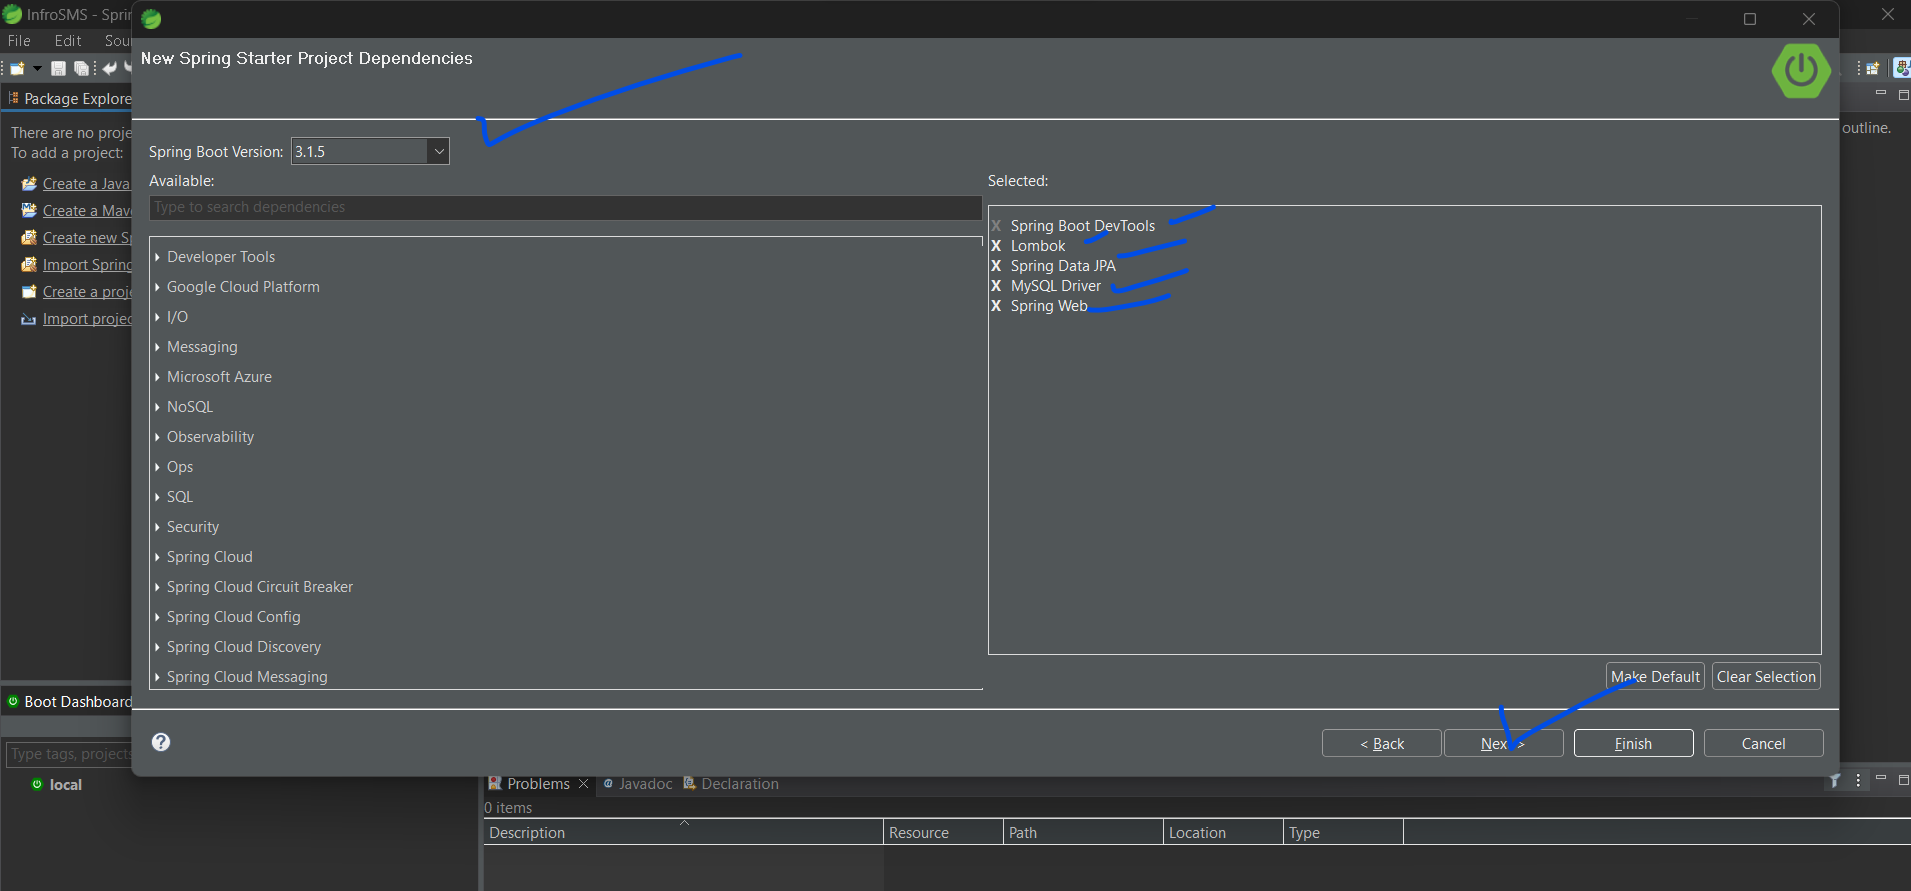 InfroSMS - Sprin
File Edit Sou
New Spring Starter Project Dependencies
Package Explore
There are no proje
To add a project:
Create a Java
Create a Mave
Create new Sp
Import Spring
Create a proje
Import projec
outline.
Spring Boot Version: 3.1.5
Available:
Type to search dependencies
Developer Tools
Google Cloud Platform
I/O
Messaging
Microsoft Azure
NoSQL
Observability
Ops
SQL
Security
Spring Cloud
Spring Cloud Circuit Breaker
Spring Cloud Config
Spring Cloud Discovery
Spring Cloud Messaging
Selected:
X Spring Boot DevTools
X Lombok
X Spring Data JPA
X MySQL Driver
X Spring Web
Make Default Clear Selection
? < Back Next > Finish Cancel
Boot Dashboard
Type tags, projects
local
Problems Javadoc Declaration
0 items
Description Resource Path Location Type